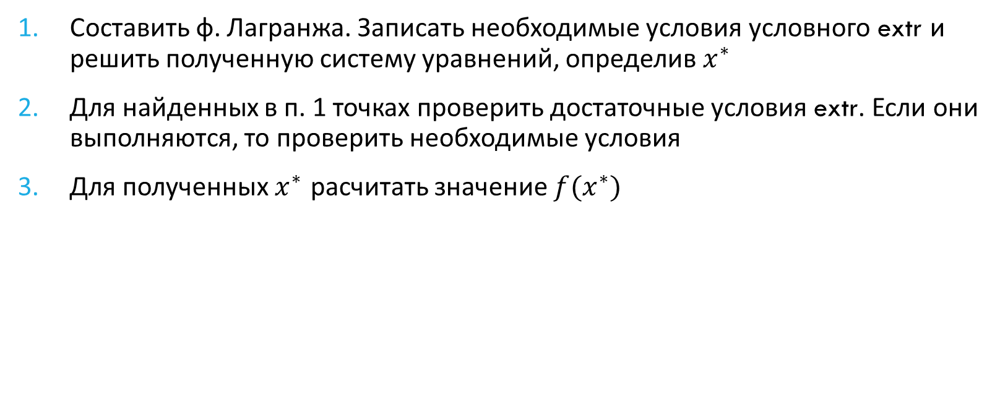 1. Составить ф. Лагранжа. Записать необходимые условия условного extr и
решить полученную систему уравнений, определив x*
2. Для найденных в п. 1 точках проверить достаточные условия extr. Если они
выполняются, то проверить необходимые условия
3. Для полученных x* расчитать значение f(x*)